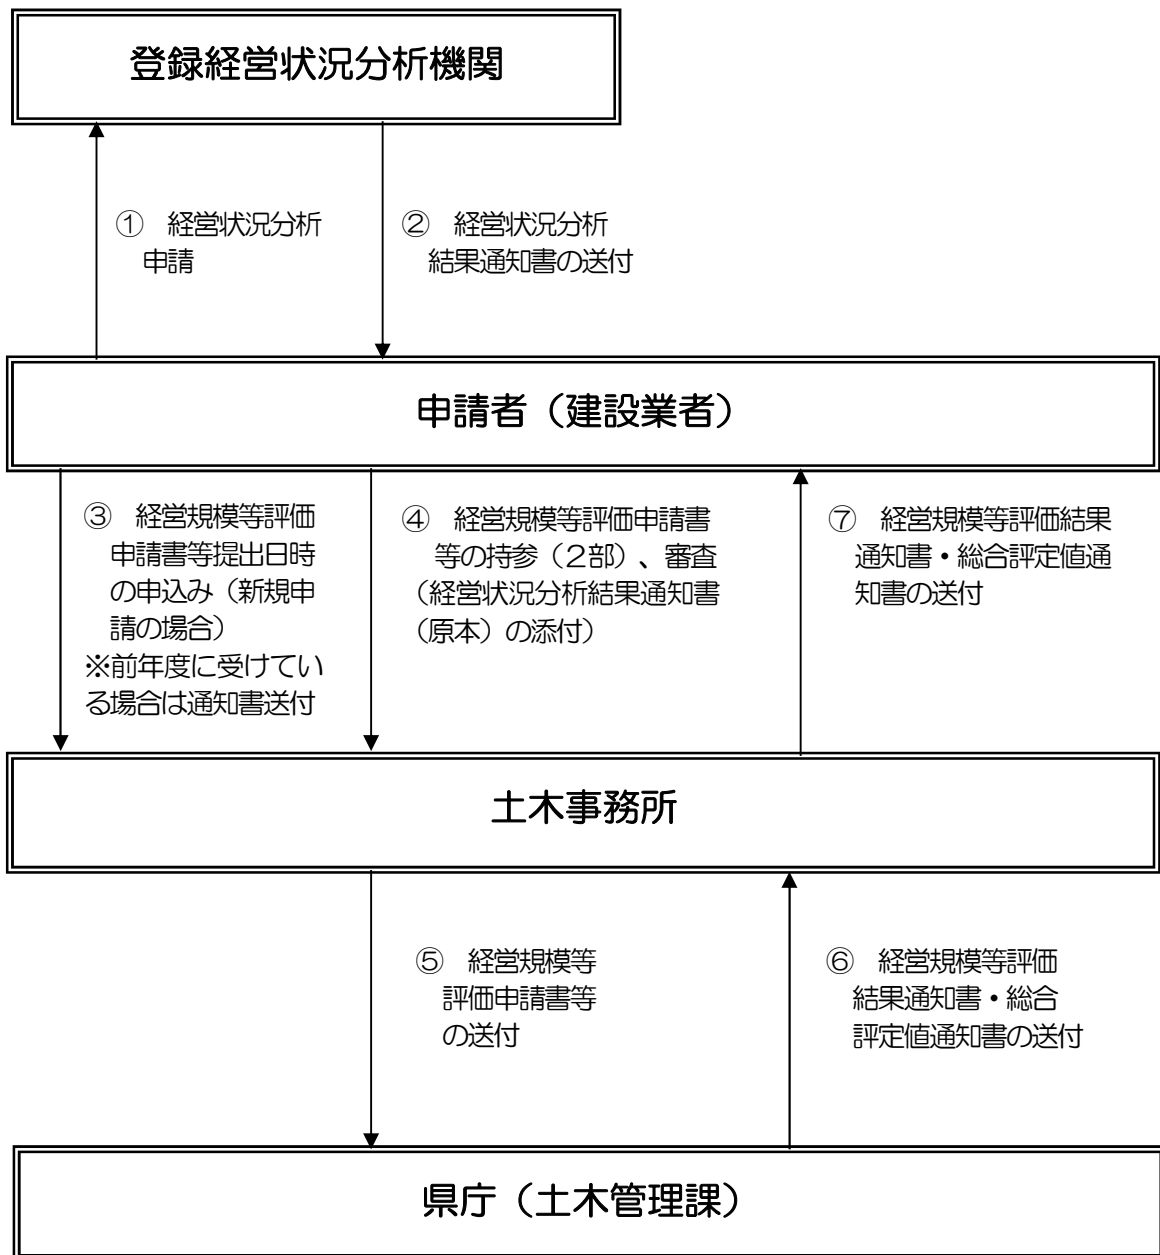 登録経営状況分析機関
① 経営状況分析
申請
② 経営状況分析
結果通知書の送付
申請者（建設業者）
③ 経営規模等評価
申請書等提出日時
の申込み（新規申
請の場合）
※前年度に受けてい
る場合は通知書送付
④ 経営規模等評価申請書
等の持参（２部）、審査
（経営状況分析結果通知書
（原本）の添付）
⑦ 経営規模等評価結果
通知書・総合評定値通
知書の送付
土木事務所
⑤ 経営規模等
評価申請書等
の送付
⑥ 経営規模等評価
結果通知書・総合
評定値通知書の送付
県庁（土木管理課）